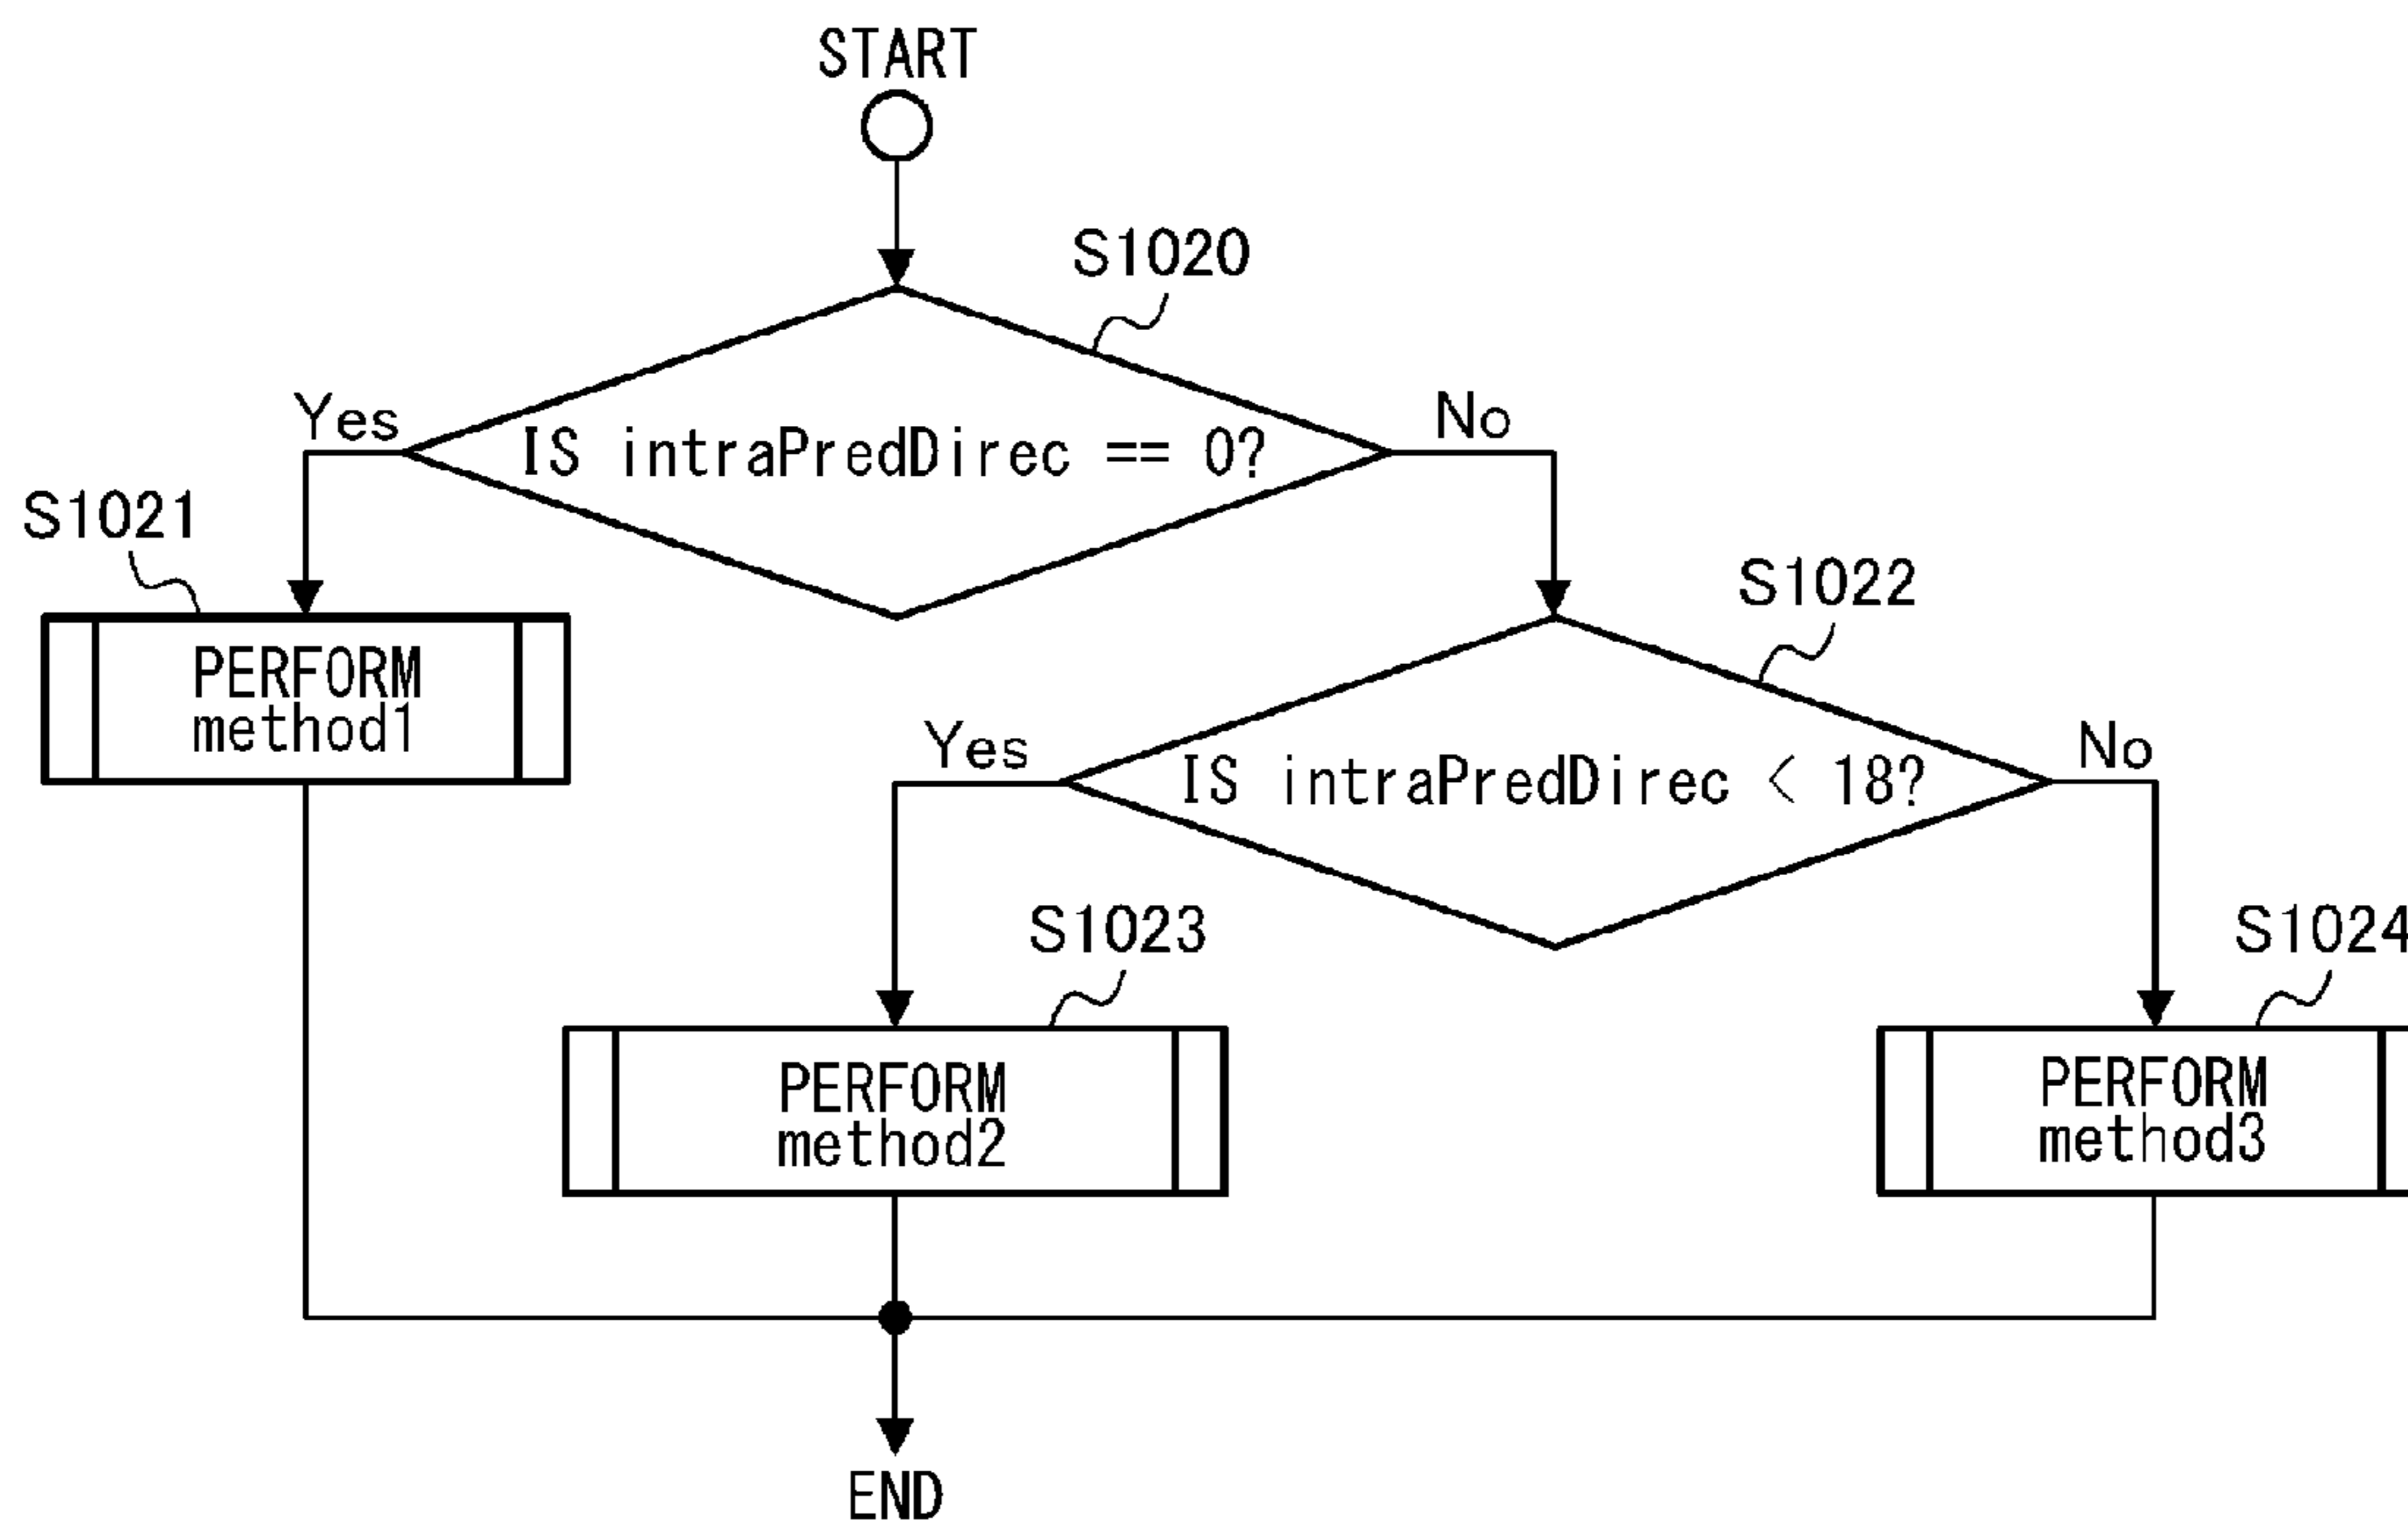 START
S1020
IS intraPredDirec == 0?
Yes
No
S1021
PERFORM
method1
S1022
IS intraPredDirec < 18?
Yes
No
S1023
PERFORM
method2
S1024
PERFORM
method3
END